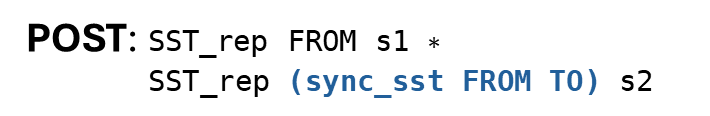 POST: SST_rep FROM s1 *
SST_rep (sync_sst FROM TO) s2